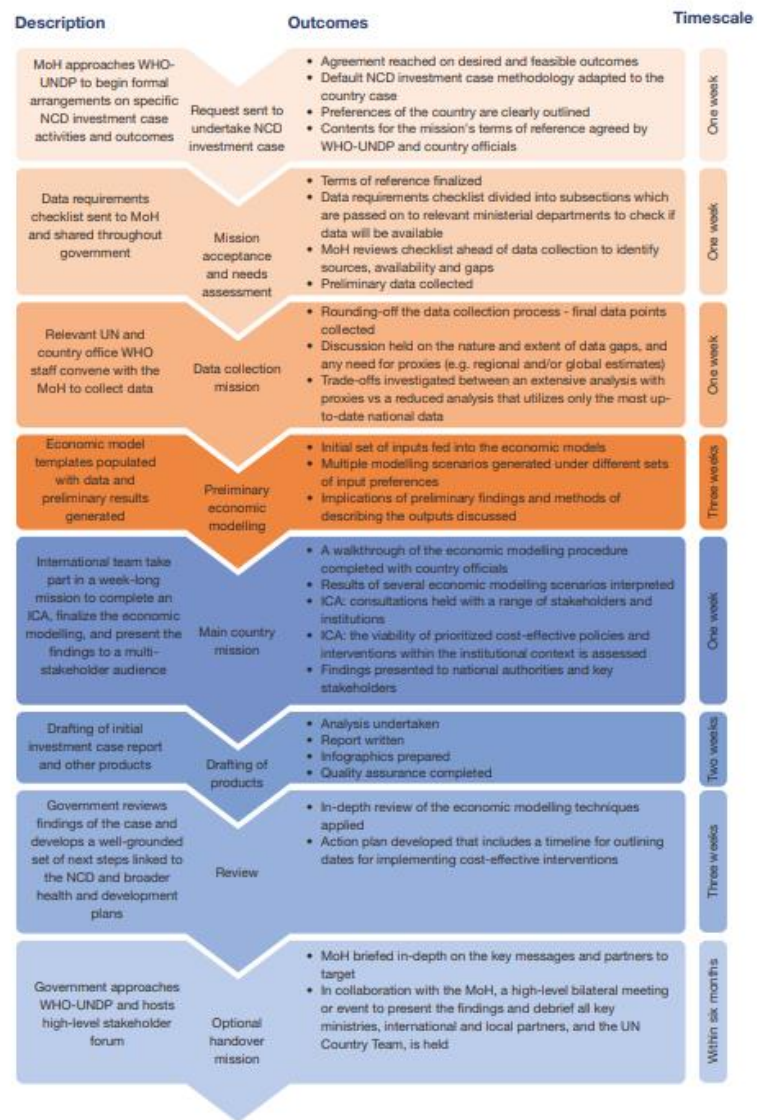 Description
Outcomes
Timescale
MoH approaches WHO-
UNDP to begin formal
arrangements on specific
NCD investment case
activities and outcomes
Request sent to
undertake NCD
investment case
• Agreement reached on desired and feasible outcomes
• Default NCD investment case methodology adapted to the
country case
• Preferences of the country are clearly outlined
• Contents for the mission's terms of reference agreed by
WHO-UNDP and country officials
One week
Data requirements
checklist sent to MoH
and shared throughout
government
Mission
acceptance
and needs
assessment
• Terms of reference finalized
• Data requirements checklist divided into subsections which
are passed on to relevant ministerial departments to check if
data will be available
• MoH reviews checklist ahead of data collection to identify
sources, availability and gaps
• Preliminary data collected
One week
Relevant UN and
country office WHO
staff convene with the
MoH to collect data
Data collection
mission
• Rounding-off the data collection process - final data points
collected
• Discussion held on the nature and extent of data gaps, and
any need for proxies (e.g. regional and/or global estimates)
• Trade-offs investigated between an extensive analysis with
proxies vs a reduced analysis that utilizes only the most up-
to-date national data
One week
Economic model
templates populated
with data and
preliminary results
generated
Preliminary
economic
modelling
• Initial set of inputs fed into the economic models
• Multiple modelling scenarios generated under different sets
of input preferences
• Implications of preliminary findings and methods of
describing the outputs discussed
Three weeks
International team take
part in a week-long
mission to complete an
ICA, finalize the economic
modelling, and present the
findings to a multi-
stakeholder audience
Main country
mission
• A walkthrough of the economic modelling procedure
completed with country officials
• Results of several economic modelling scenarios interpreted
• ICA: consultations held with a range of stakeholders and
institutions
• ICA: the viability of prioritized cost-effective policies and
interventions within the institutional context is assessed
• Findings presented to national authorities and key
stakeholders
One week
Drafting of initial
investment case report
and other products
Drafting of
products
• Analysis undertaken
• Report written
• Infographics prepared
• Quality assurance completed
Two weeks
Government reviews
findings of the case and
develops a well-grounded
set of next steps linked to
the NCD and broader
health and development
plans
Review
• In-depth review of the economic modelling techniques
applied
• Action plan developed that includes a timeline for outlining
dates for implementing cost-effective interventions
Three weeks
Government approaches
WHO-UNDP and hosts
high-level stakeholder
forum
Optional
handover
mission
• MoH briefed in-depth on the key messages and partners to
target
• In collaboration with the MoH, a high-level bilateral meeting
or event to present the findings and debrief all key
ministries, international and local partners, and the UN
Country Team, is held
Within six months